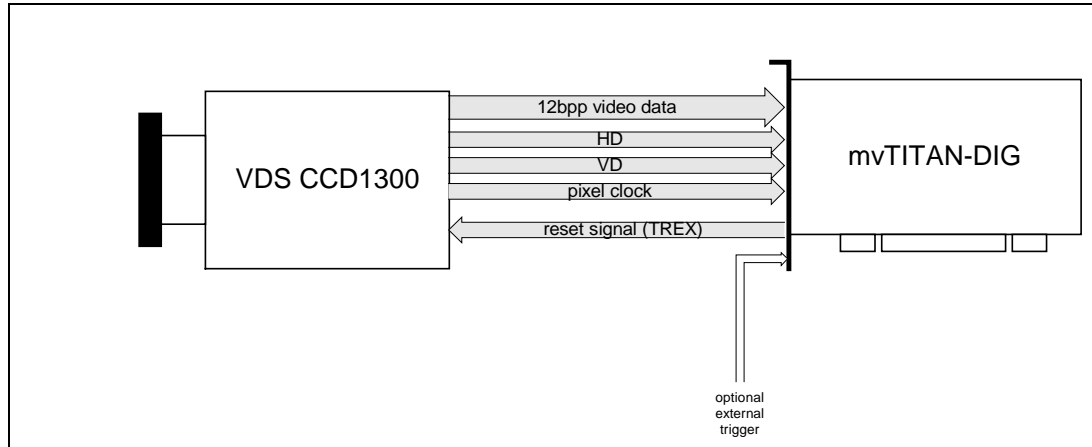 12bpp video data
HD
VD
pixel clock
reset signal (TREX)
VDS CCD1300
mvTITAN-DIG
optional
external
trigger